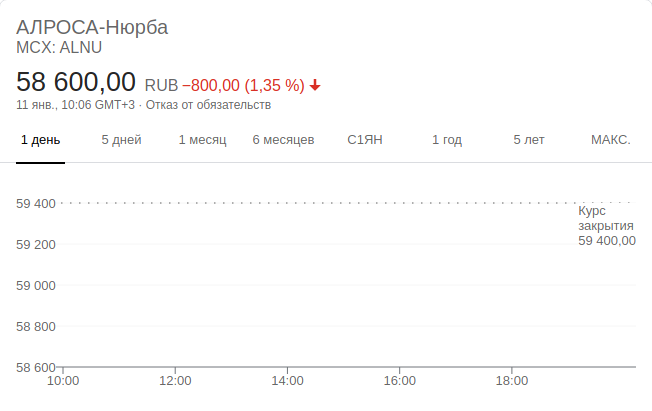 АЛРОСА-Нюрба
MCX: ALNU
58 600,00 RUB −800,00 (1,35 %)
11 янв., 10:06 GMT+3 · Отказ от обязательств
1 день 5 дней 1 месяц 6 месяцев С1ЯН 1 год 5 лет МАКС.
59 400
Курс
закрытия
59 400,00
59 200
59 000
58 800
58 600
10:00 12:00 14:00 16:00 18:00